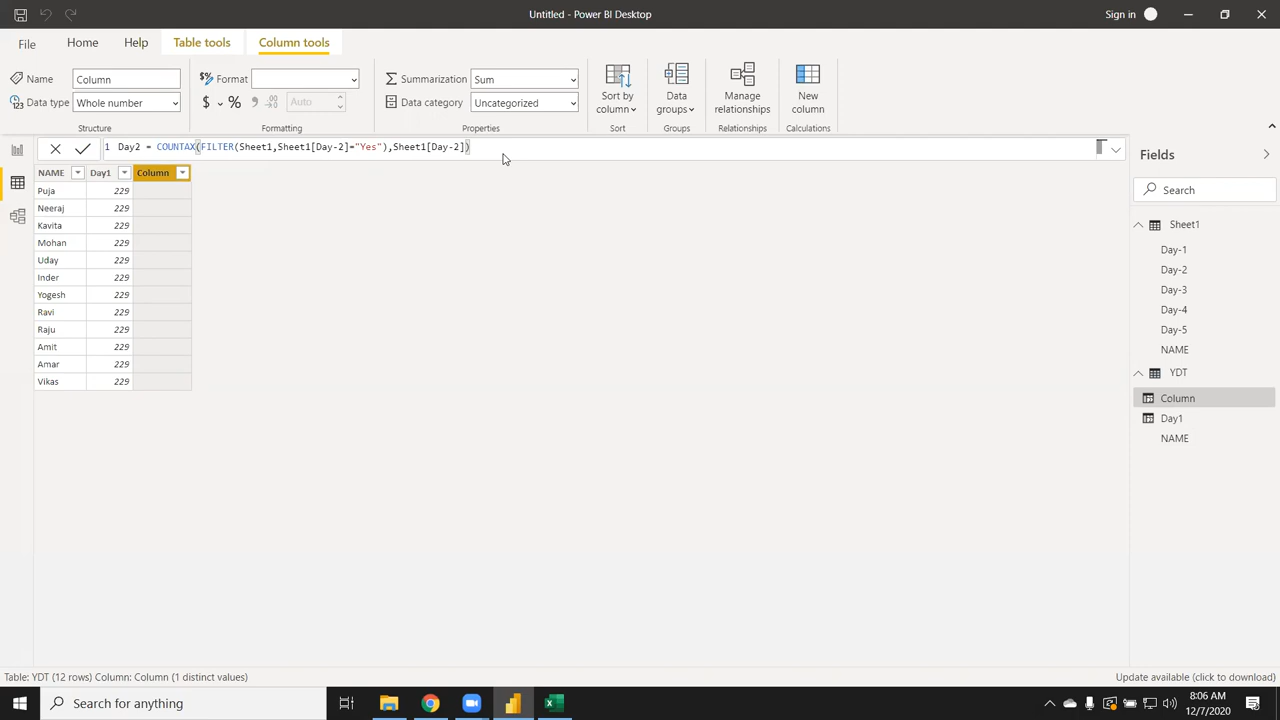 Untitled - Power BI Desktop
Sign in
File
Home
Help
Table tools
Column tools
Name
Column
Format
Summarization
Sum
Data type
Whole number
$
%
Auto
Data category
Uncategorized
Sort by
column
Data
groups
Manage
relationships
New
column
Structure
Formatting
Properties
Sort
Groups
Relationships
Calculations
1 Day2 = COUNTAX(FILTER(Sheet1,Sheet1[Day-2]="Yes"),Sheet1[Day-2])
NAME Day1 Column
Puja 229
Neeraj 229
Kavita 229
Mohan 229
Uday 229
Inder 229
Yogesh 229
Ravi 229
Raju 229
Amit 229
Amar 229
Vikas 229
Fields
Search
Sheet1
Day-1
Day-2
Day-3
Day-4
Day-5
NAME
YDT
Column
Day1
NAME
Table: YDT (12 rows) Column: Column (1 distinct values)
Update available (click to download)
Search for anything
8:06 AM
12/7/2020